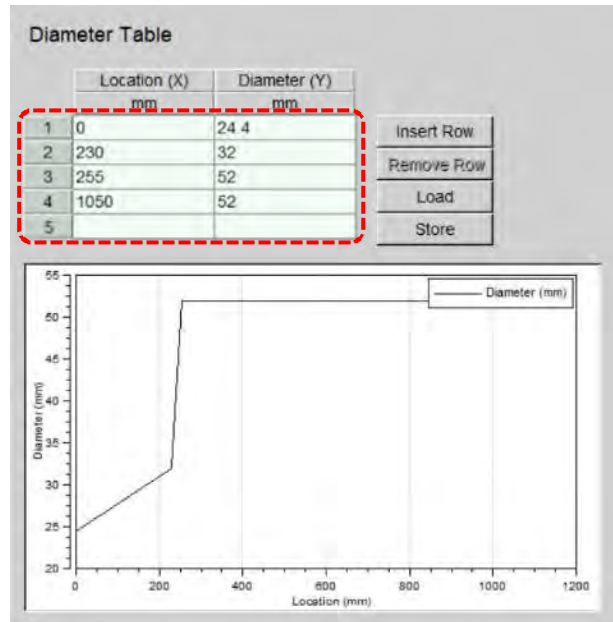 Diameter Table
Location (X) Diameter (Y)
mm mm
1 0 24.4
2 230 32
3 255 52
4 1050 52
5
Insert Row
Remove Row
Load
Store
Diameter (mm)
55
50
45
40
35
30
25
20
Diameter (mm)
0 200 400 600 800 1000 1200
Location (mm)